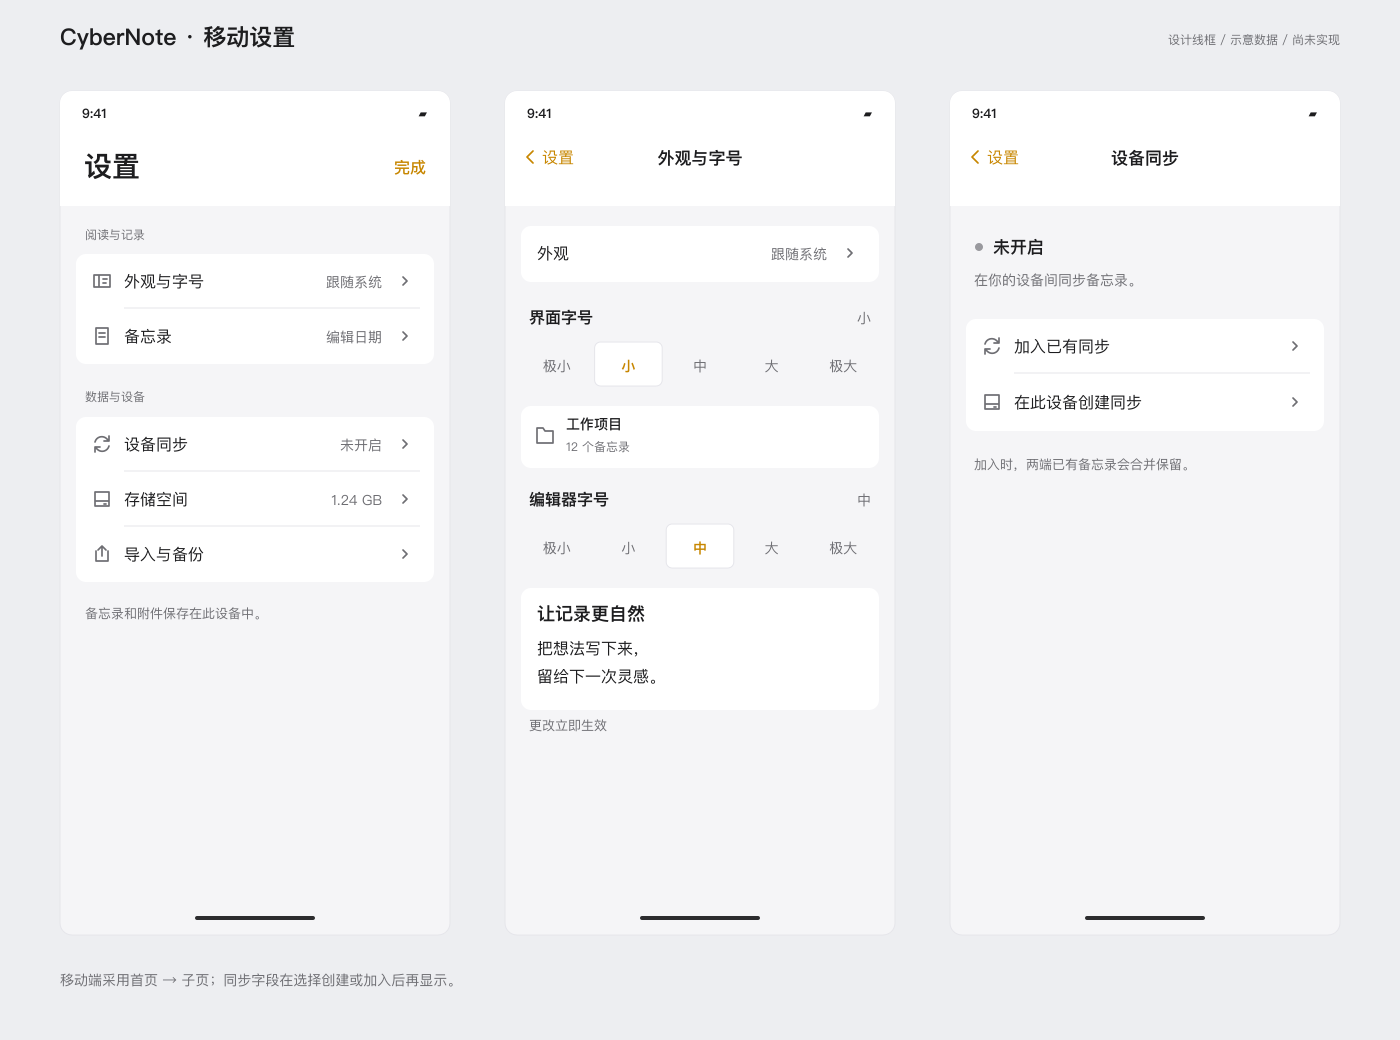 CyberNote · 移动设置
设计线框 / 示意数据 / 尚未实现
9:41
设置
完成
阅读与记录
外观与字号 跟随系统
备忘录 编辑日期
数据与设备
设备同步 未开启
存储空间 1.24 GB
导入与备份
备忘录和附件保存在此设备中。
9:41
设置 外观与字号
外观 跟随系统
界面字号 小
极小 小 中 大 极大
工作项目
12 个备忘录
编辑器字号 中
极小 小 中 大 极大
让记录更自然
把想法写下来，
留给下一次灵感。
更改立即生效
9:41
设置 设备同步
未开启
在你的设备间同步备忘录。
加入已有同步
在此设备创建同步
加入时，两端已有备忘录会合并保留。
移动端采用首页 → 子页；同步字段在选择创建或加入后再显示。